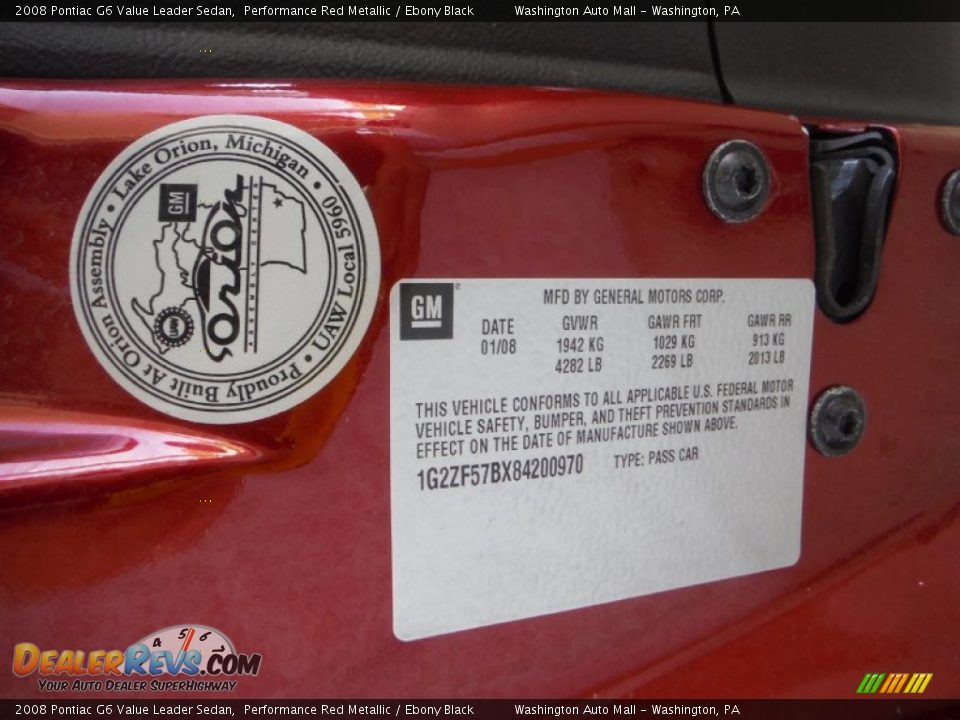 2008 Pontiac G6 Value Leader Sedan, Performance Red Metallic / Ebony Black Washington Auto Mall - Washington, PA
Proudly Built At Orion Assembly • Lake Orion, Michigan • UAW Local 5960 •
GM
orion
UAW
GM
MFD BY GENERAL MOTORS CORP.
DATE GVWR GAWR FRT GAWR RR
01/08 1942 KG 1029 KG 913 KG
4282 LB 2269 LB 2013 LB
THIS VEHICLE CONFORMS TO ALL APPLICABLE U.S. FEDERAL MOTOR
VEHICLE SAFETY, BUMPER, AND THEFT PREVENTION STANDARDS IN
EFFECT ON THE DATE OF MANUFACTURE SHOWN ABOVE.
1G2ZF57BX84200970 TYPE: PASS CAR
4 5 6
DealerRevs.com
Your Auto Dealer SuperHighway
2008 Pontiac G6 Value Leader Sedan, Performance Red Metallic / Ebony Black Washington Auto Mall - Washington, PA